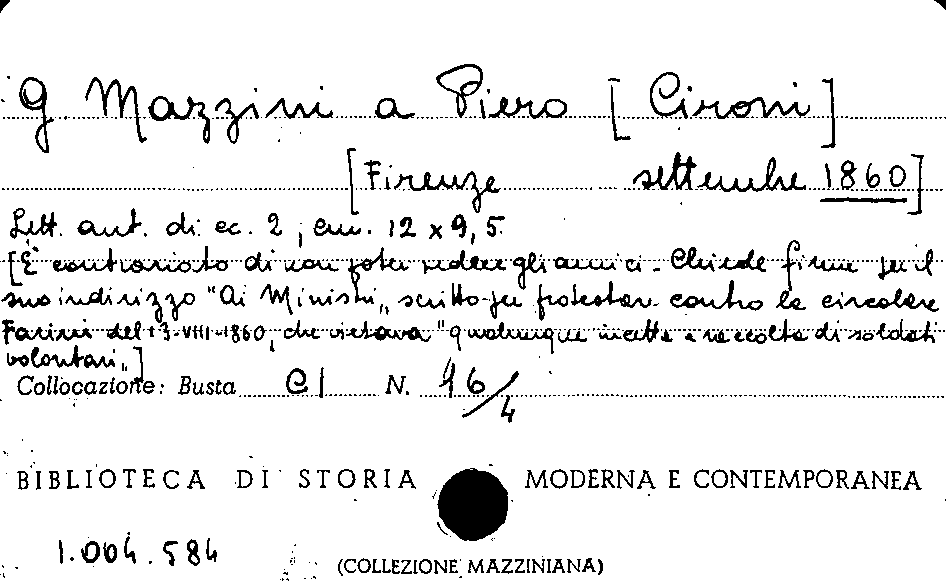 G Mazzini a Piero [Cironi]
[Firenze settembre 1860]
Lett. aut. di cc. 2, cm. 12 x 9,5.
[È contrariato di non poter vedere gli amici. Chiede firme per il
suo indirizzo "Ai Ministri", scritto per protestare contro la circolare
Farini del 13-VIII-1860, che vietava "qualunque incetta e raccolta di soldati
volontari".]
Collocazione: Busta CI N. 16/4
BIBLIOTECA DI STORIA MODERNA E CONTEMPORANEA
1.004.584
(COLLEZIONE MAZZINIANA)